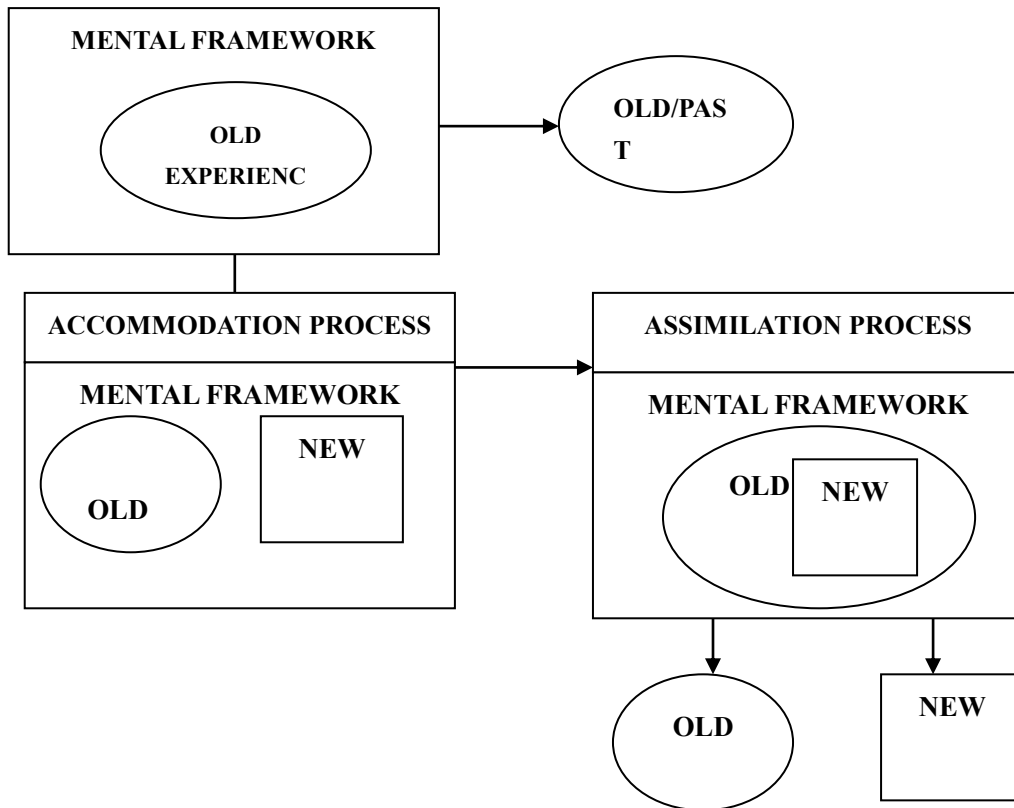 MENTAL FRAMEWORK
OLD
EXPERIENC
OLD/PAS
T
ACCOMMODATION PROCESS
MENTAL FRAMEWORK
OLD
NEW
ASSIMILATION PROCESS
MENTAL FRAMEWORK
OLD
NEW
OLD
NEW